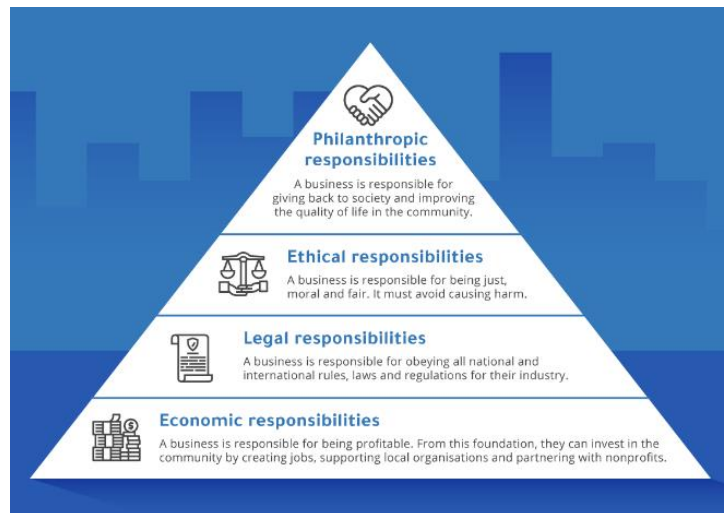 Philanthropic
responsibilities
A business is responsible for
giving back to society and improving
the quality of life in the community.
Ethical responsibilities
A business is responsible for being just,
moral and fair. It must avoid causing harm.
Legal responsibilities
A business is responsible for obeying all national and
international rules, laws and regulations for their industry.
Economic responsibilities
A business is responsible for being profitable. From this foundation, they can invest in the
community by creating jobs, supporting local organisations and partnering with nonprofits.